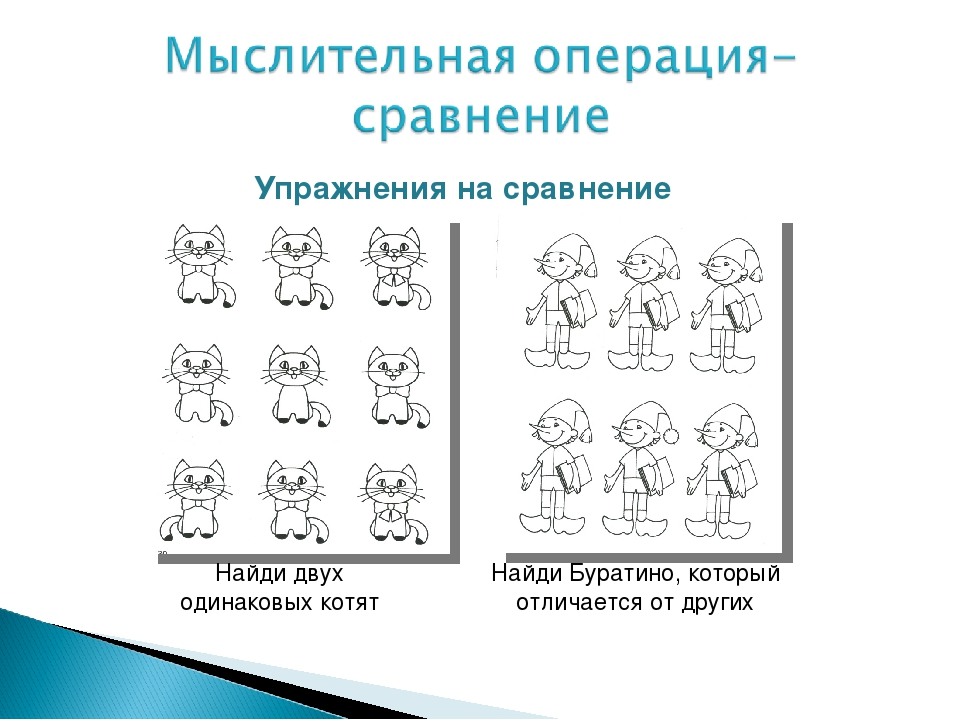 Мыслительная операция-
сравнение
Упражнения на сравнение
Найди двух
одинаковых котят
Найди Буратино, который
отличается от других